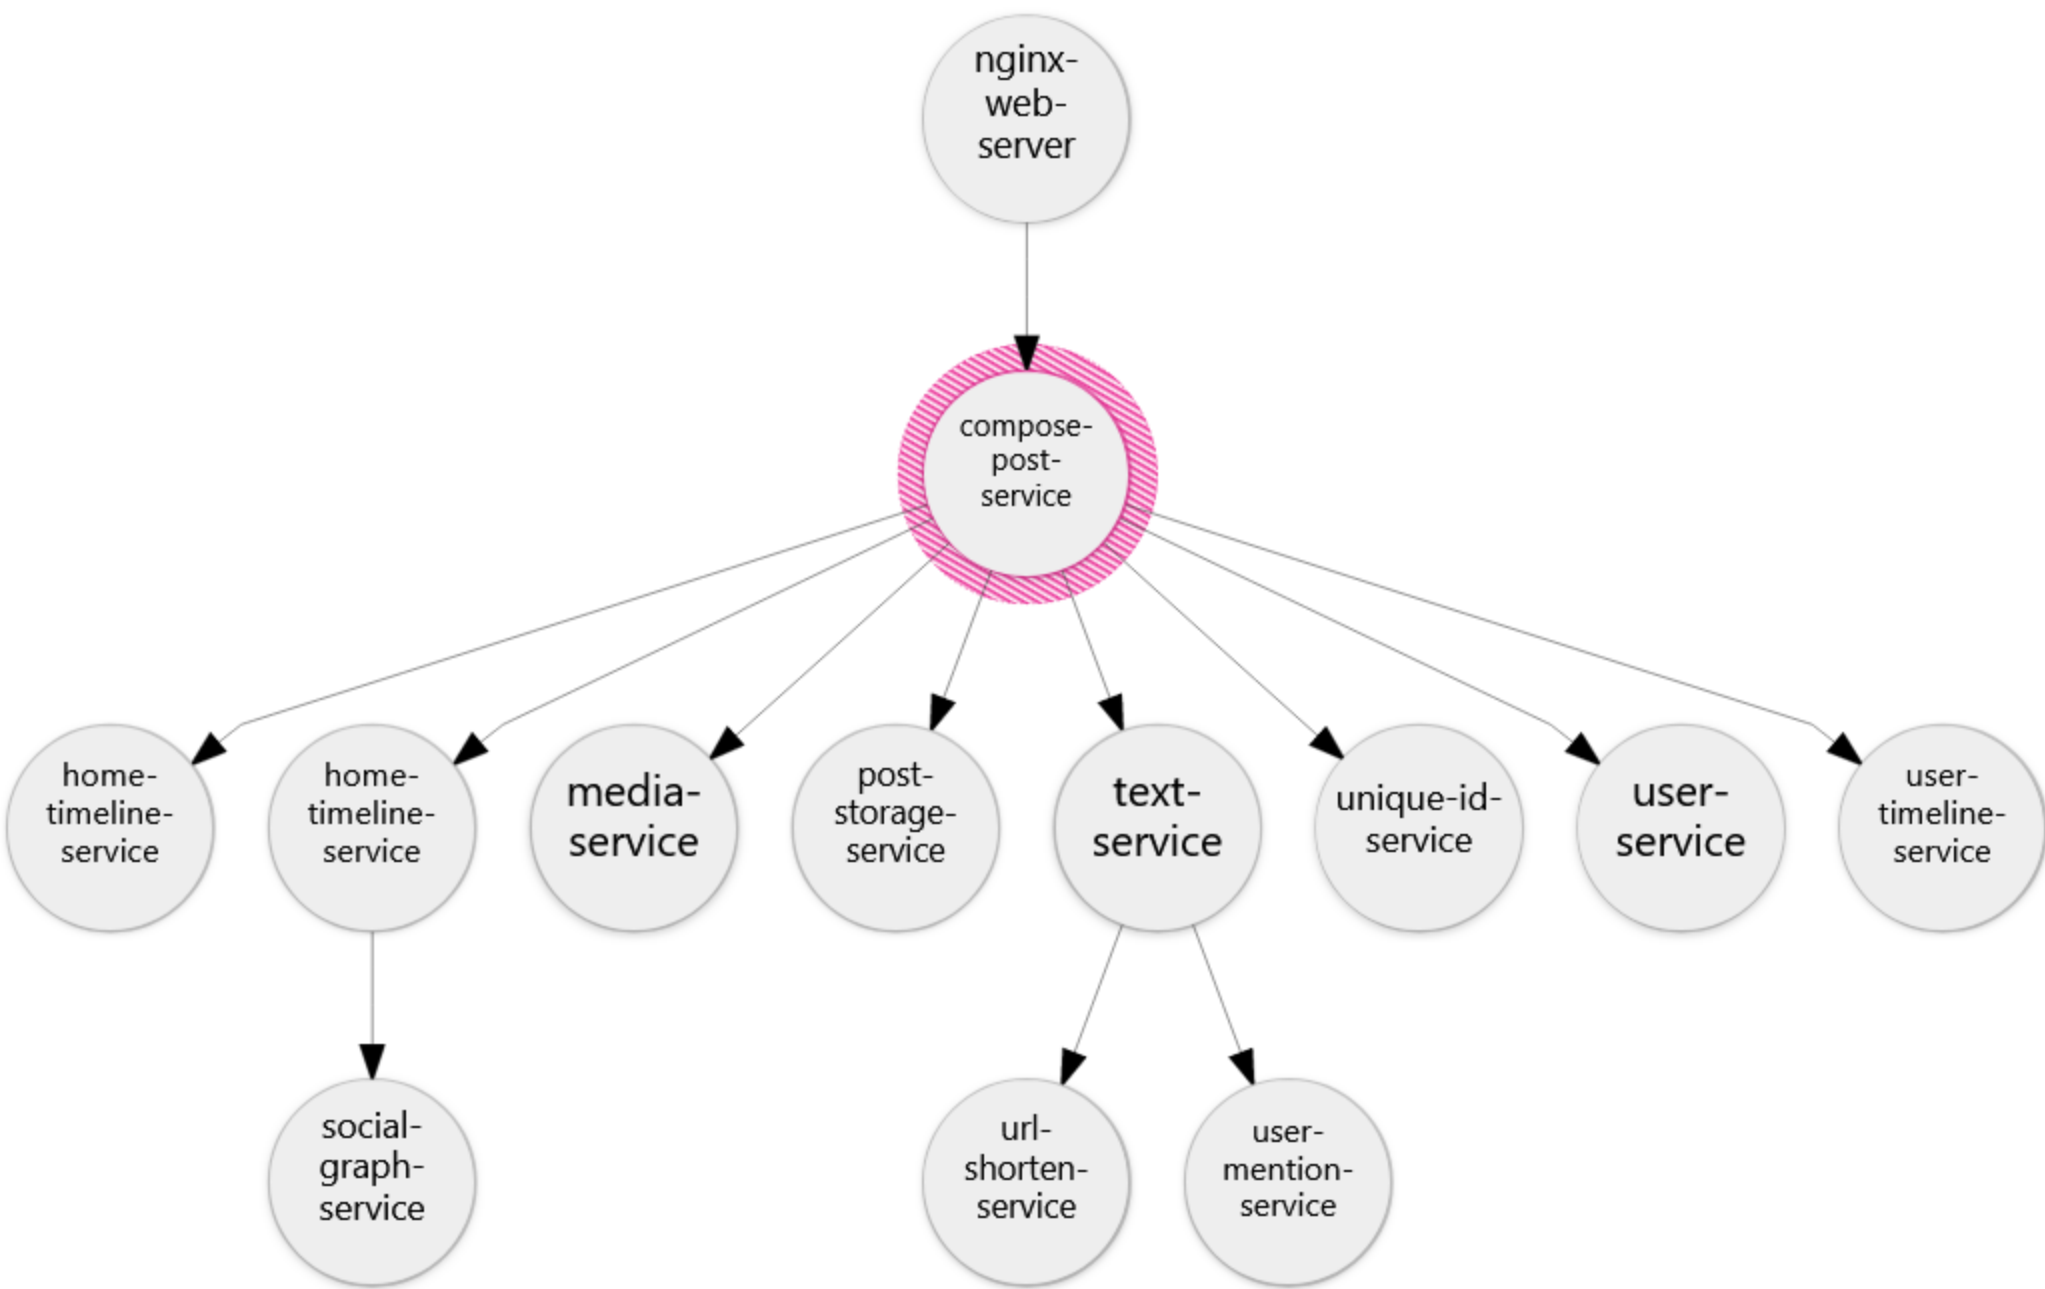 nginx-
web-
server
compose-
post-
service
home-
timeline-
service
home-
timeline-
service
media-
service
post-
storage-
service
text-
service
unique-id-
service
user-
service
user-
timeline-
service
social-
graph-
service
url-
shorten-
service
user-
mention-
service